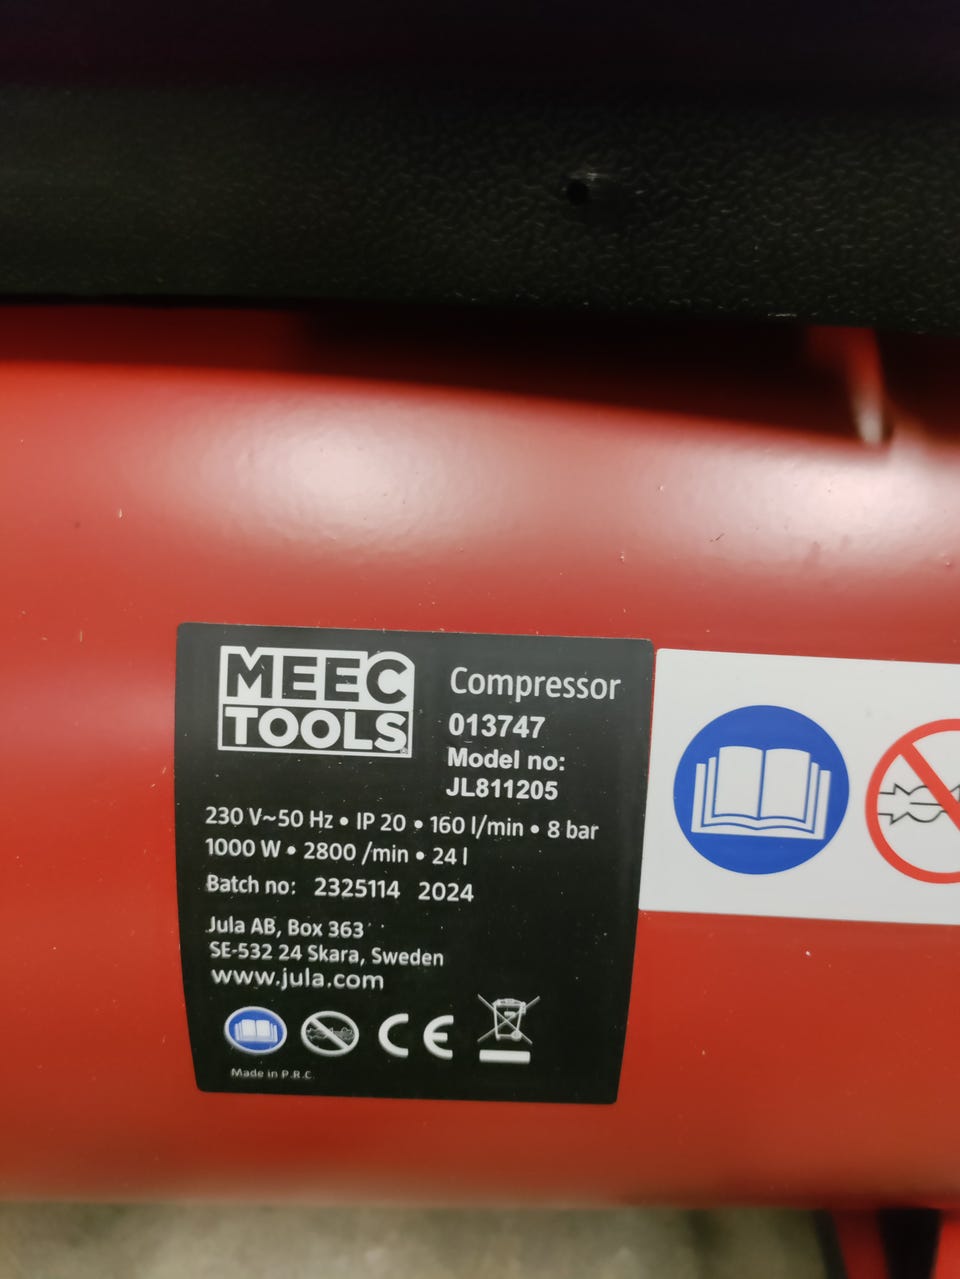 MEEC
TOOLS®
Compressor
013747
Model no:
JL811205
230 V~50 Hz • IP 20 • 160 l/min • 8 bar
1000 W • 2800 /min • 24 l
Batch no: 2325114 2024
Jula AB, Box 363
SE-532 24 Skara, Sweden
www.jula.com
CE
Made in P.R.C.